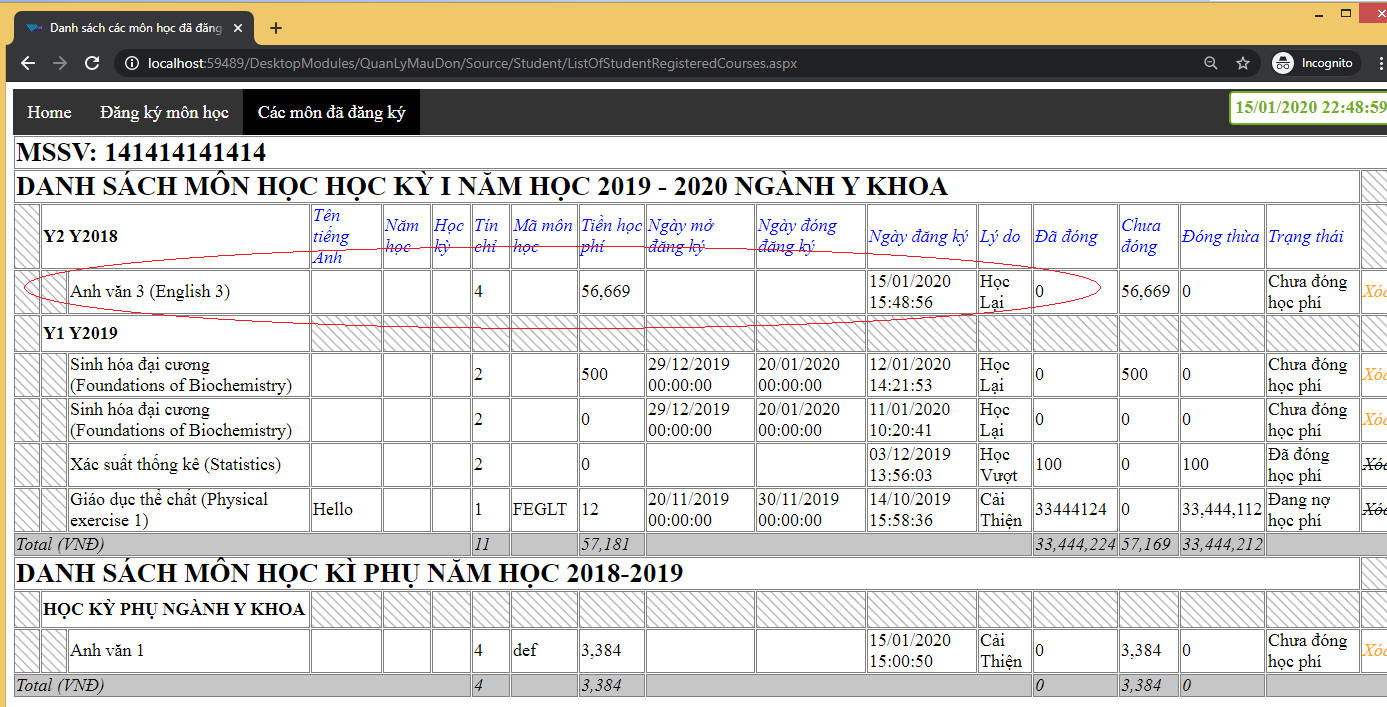 Danh sách các môn học đã đăng
localhost:59489/DesktopModules/QuanLyMauDon/Source/Student/ListOfStudentRegisteredCourses.aspx
Incognito
Home Đăng ký môn học Các môn đã đăng ký
15/01/2020 22:48:59
MSSV: 141414141414
DANH SÁCH MÔN HỌC HỌC KỲ I NĂM HỌC 2019 - 2020 NGÀNH Y KHOA
Y2 Y2018 Tên tiếng Anh Năm học Học kỳ Tín chỉ Mã môn học Tiền học phí Ngày mở đăng ký Ngày đóng đăng ký Ngày đăng ký Lý do Đã đóng Chưa đóng Đóng thừa Trạng thái
Anh văn 3 (English 3) 4 56,669 15/01/2020 15:48:56 Học Lại 0 56,669 0 Chưa đóng học phí
Y1 Y2019
Sinh hóa đại cương (Foundations of Biochemistry) 2 500 29/12/2019 00:00:00 20/01/2020 00:00:00 12/01/2020 14:21:53 Học Lại 0 500 0 Chưa đóng học phí
Sinh hóa đại cương (Foundations of Biochemistry) 2 0 29/12/2019 00:00:00 20/01/2020 00:00:00 11/01/2020 10:20:41 Học Lại 0 0 0 Chưa đóng học phí
Xác suất thống kê (Statistics) 2 0 03/12/2019 13:56:03 Học Vượt 100 0 100 Đã đóng học phí
Giáo dục thể chất (Physical exercise 1) Hello 1 FEGLT 12 20/11/2019 00:00:00 30/11/2019 00:00:00 14/10/2019 15:58:36 Cải Thiện 33444124 0 33,444,112 Đang nợ học phí
Total (VNĐ) 11 57,181 33,444,224 57,169 33,444,212
DANH SÁCH MÔN HỌC KÌ PHỤ NĂM HỌC 2018-2019
HỌC KỲ PHỤ NGÀNH Y KHOA
Anh văn 1 4 def 3,384 15/01/2020 15:00:50 Cải Thiện 0 3,384 0 Chưa đóng học phí
Total (VNĐ) 4 3,384 0 3,384 0